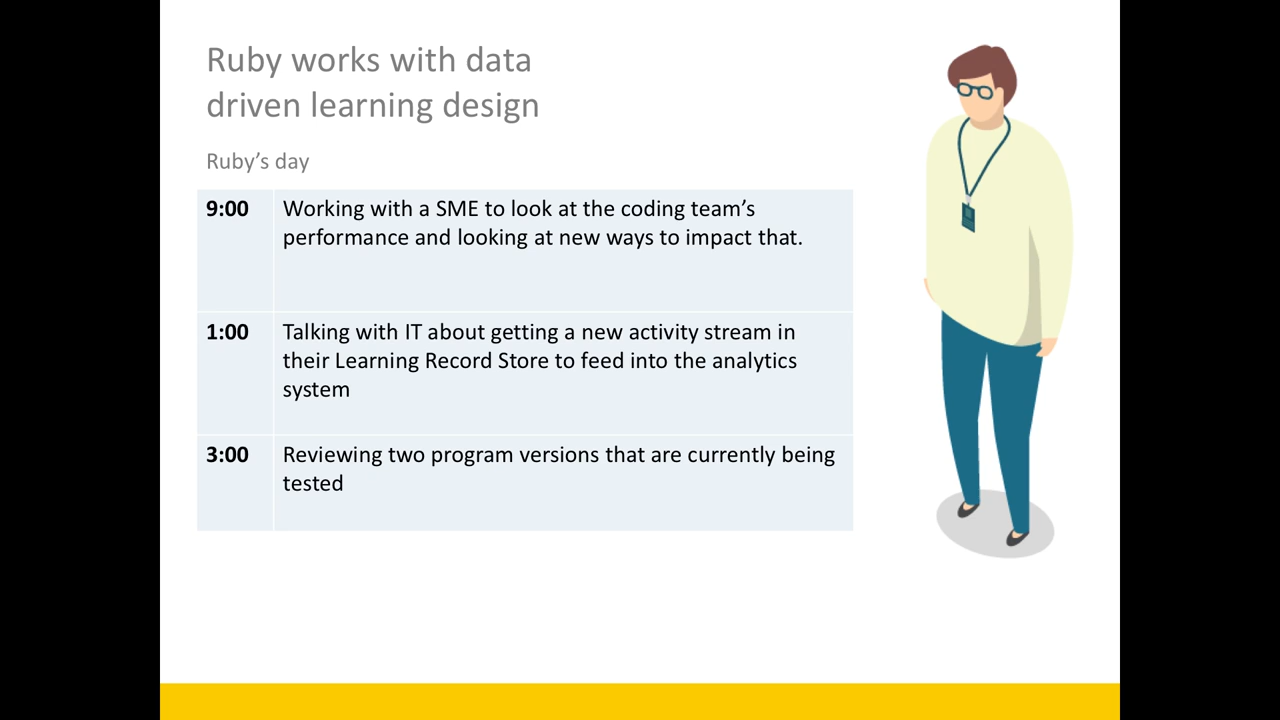 Ruby works with data
driven learning design
Ruby’s day
9:00
Working with a SME to look at the coding team’s
performance and looking at new ways to impact that.
1:00
Talking with IT about getting a new activity stream in
their Learning Record Store to feed into the analytics
system
3:00
Reviewing two program versions that are currently being
tested